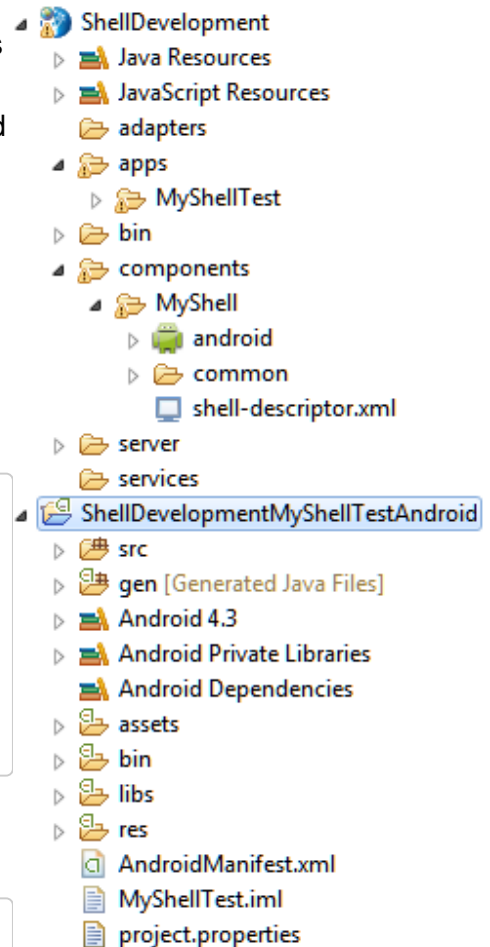 ShellDevelopment
Java Resources
JavaScript Resources
adapters
apps
MyShellTest
bin
components
MyShell
android
common
shell-descriptor.xml
server
services
ShellDevelopmentMyShellTestAndroid
src
gen [Generated Java Files]
Android 4.3
Android Private Libraries
Android Dependencies
assets
bin
libs
res
AndroidManifest.xml
MyShellTest.iml
project.properties